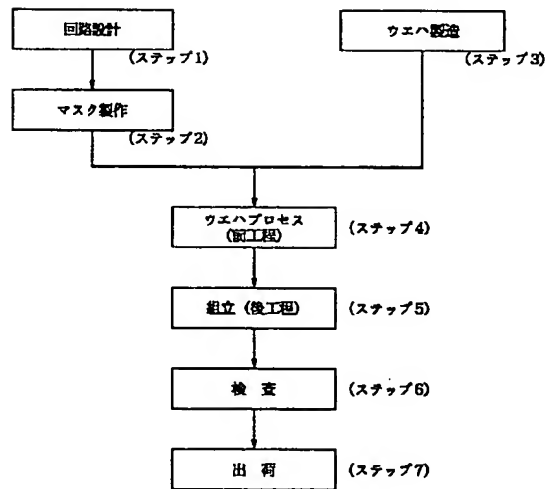 回路設計
(ステップ1)
マスク製作
(ステップ2)
ウエハ製造
(ステップ3)
ウエハプロセス
(前工程)
(ステップ4)
組立 (後工程)
(ステップ5)
検 査
(ステップ6)
出 荷
(ステップ7)